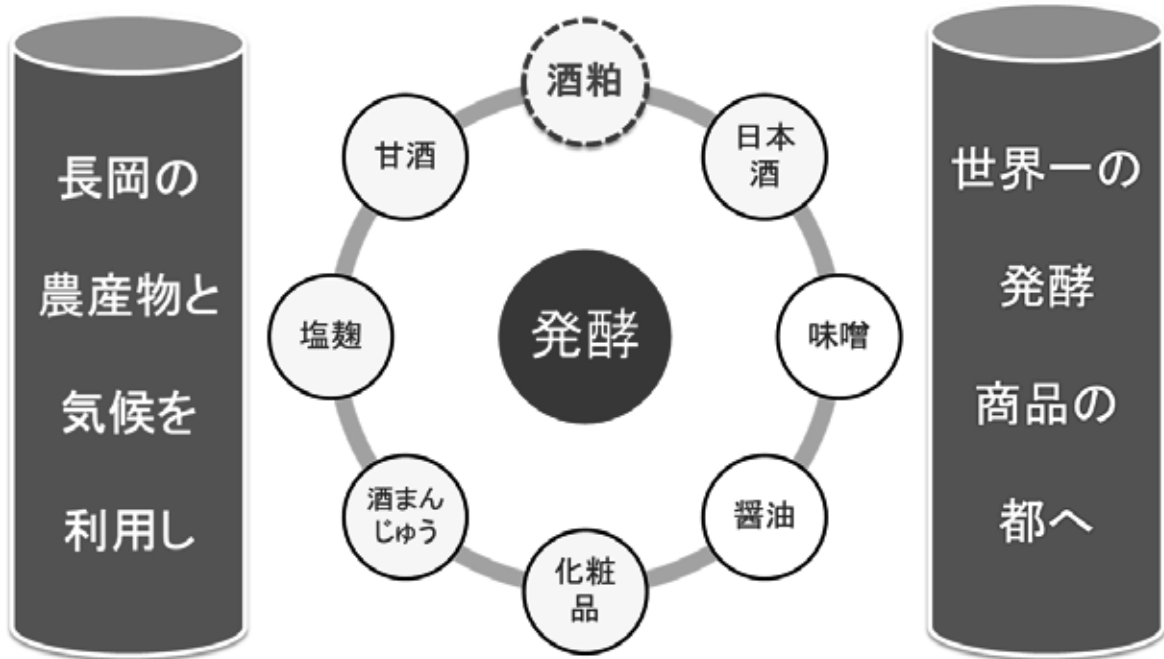 長岡の
農産物と
気候を
利用し
酒粕
日本
酒
味噌
醤油
化粧
品
酒まん
じゅう
塩麹
甘酒
発酵
世界一の
発酵
商品の
都へ